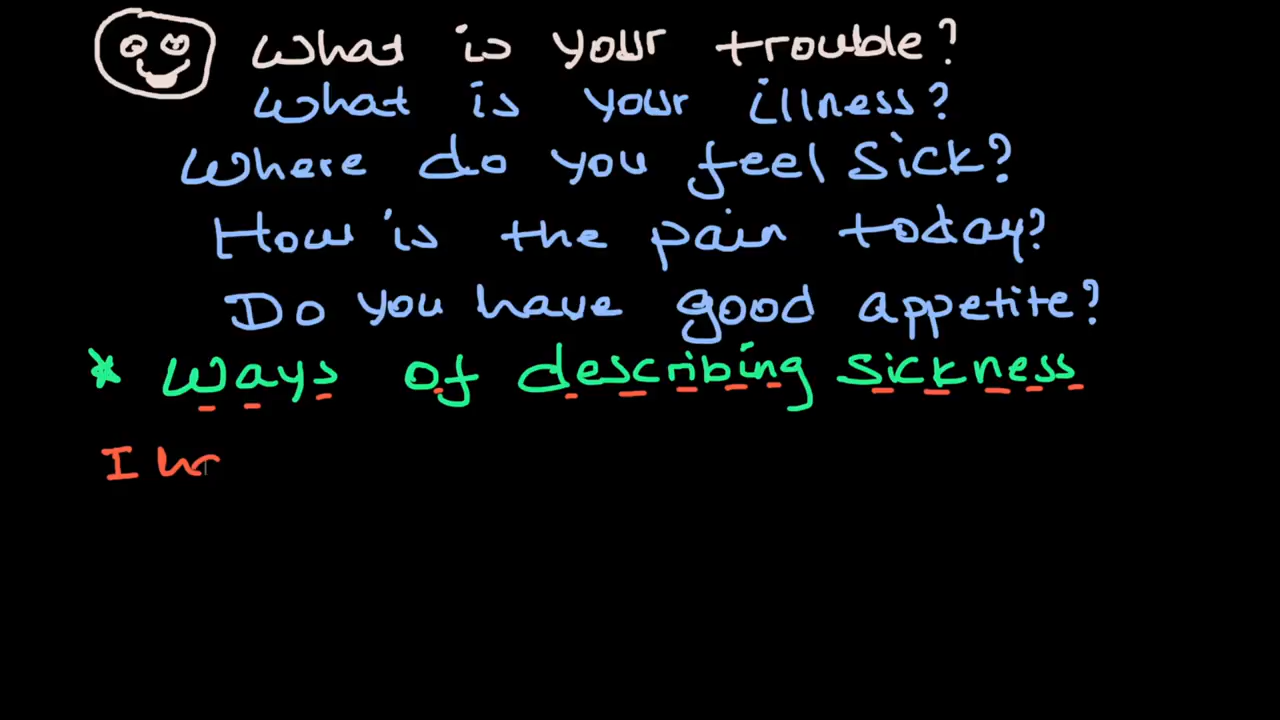 What is your trouble?
What is your illness?
Where do you feel Sick?
How is the pain today?
Do you have good appetite?
* Ways of describing sickness
I